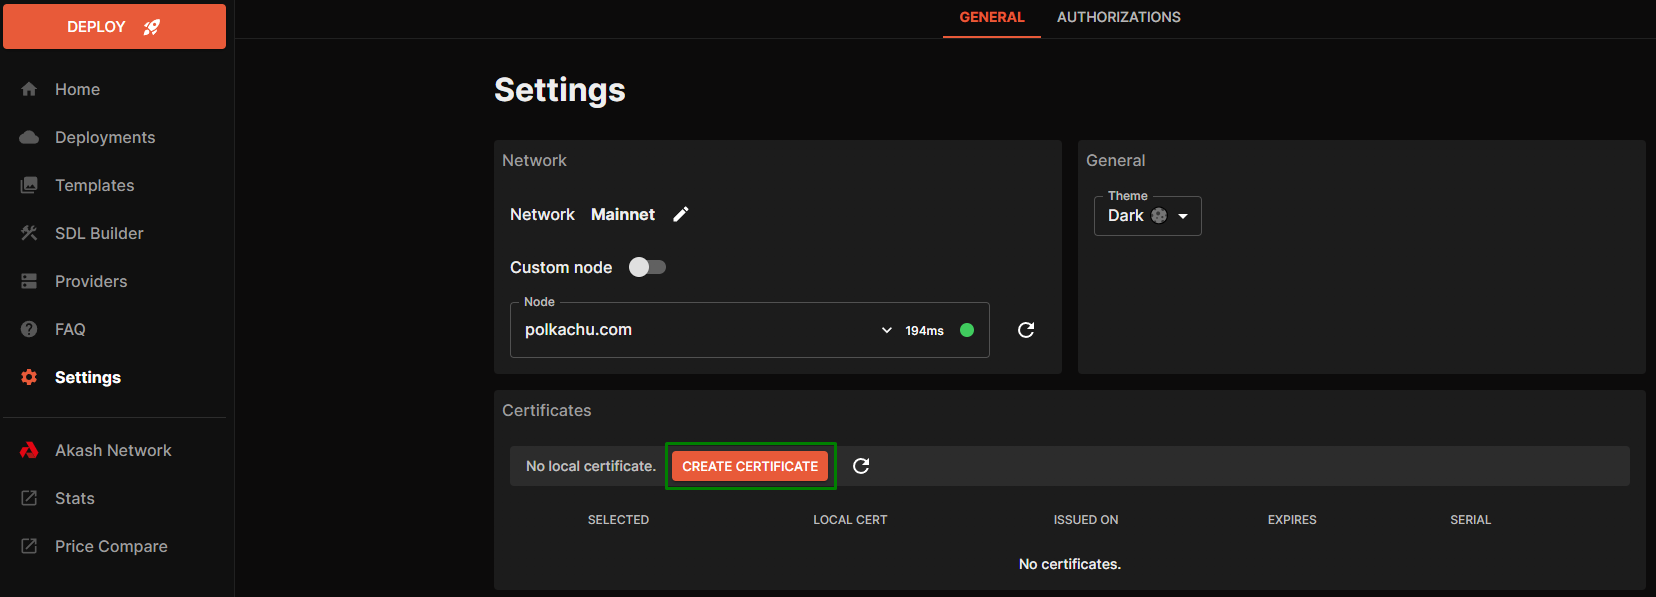 DEPLOY
Home
Deployments
Templates
SDL Builder
Providers
FAQ
Settings
Akash Network
Stats
Price Compare
GENERAL AUTHORIZATIONS
Settings
Network
Network Mainnet
Custom node
Node
polkachu.com 194ms
General
Theme
Dark
Certificates
No local certificate. CREATE CERTIFICATE
SELECTED LOCAL CERT ISSUED ON EXPIRES SERIAL
No certificates.